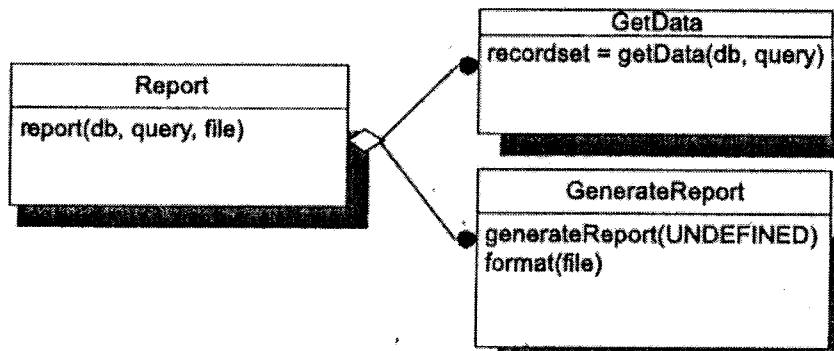 Report
report(db, query, file)
GetData
recordset = getData(db, query)
GenerateReport
generateReport(UNDEFINED)
format(file)